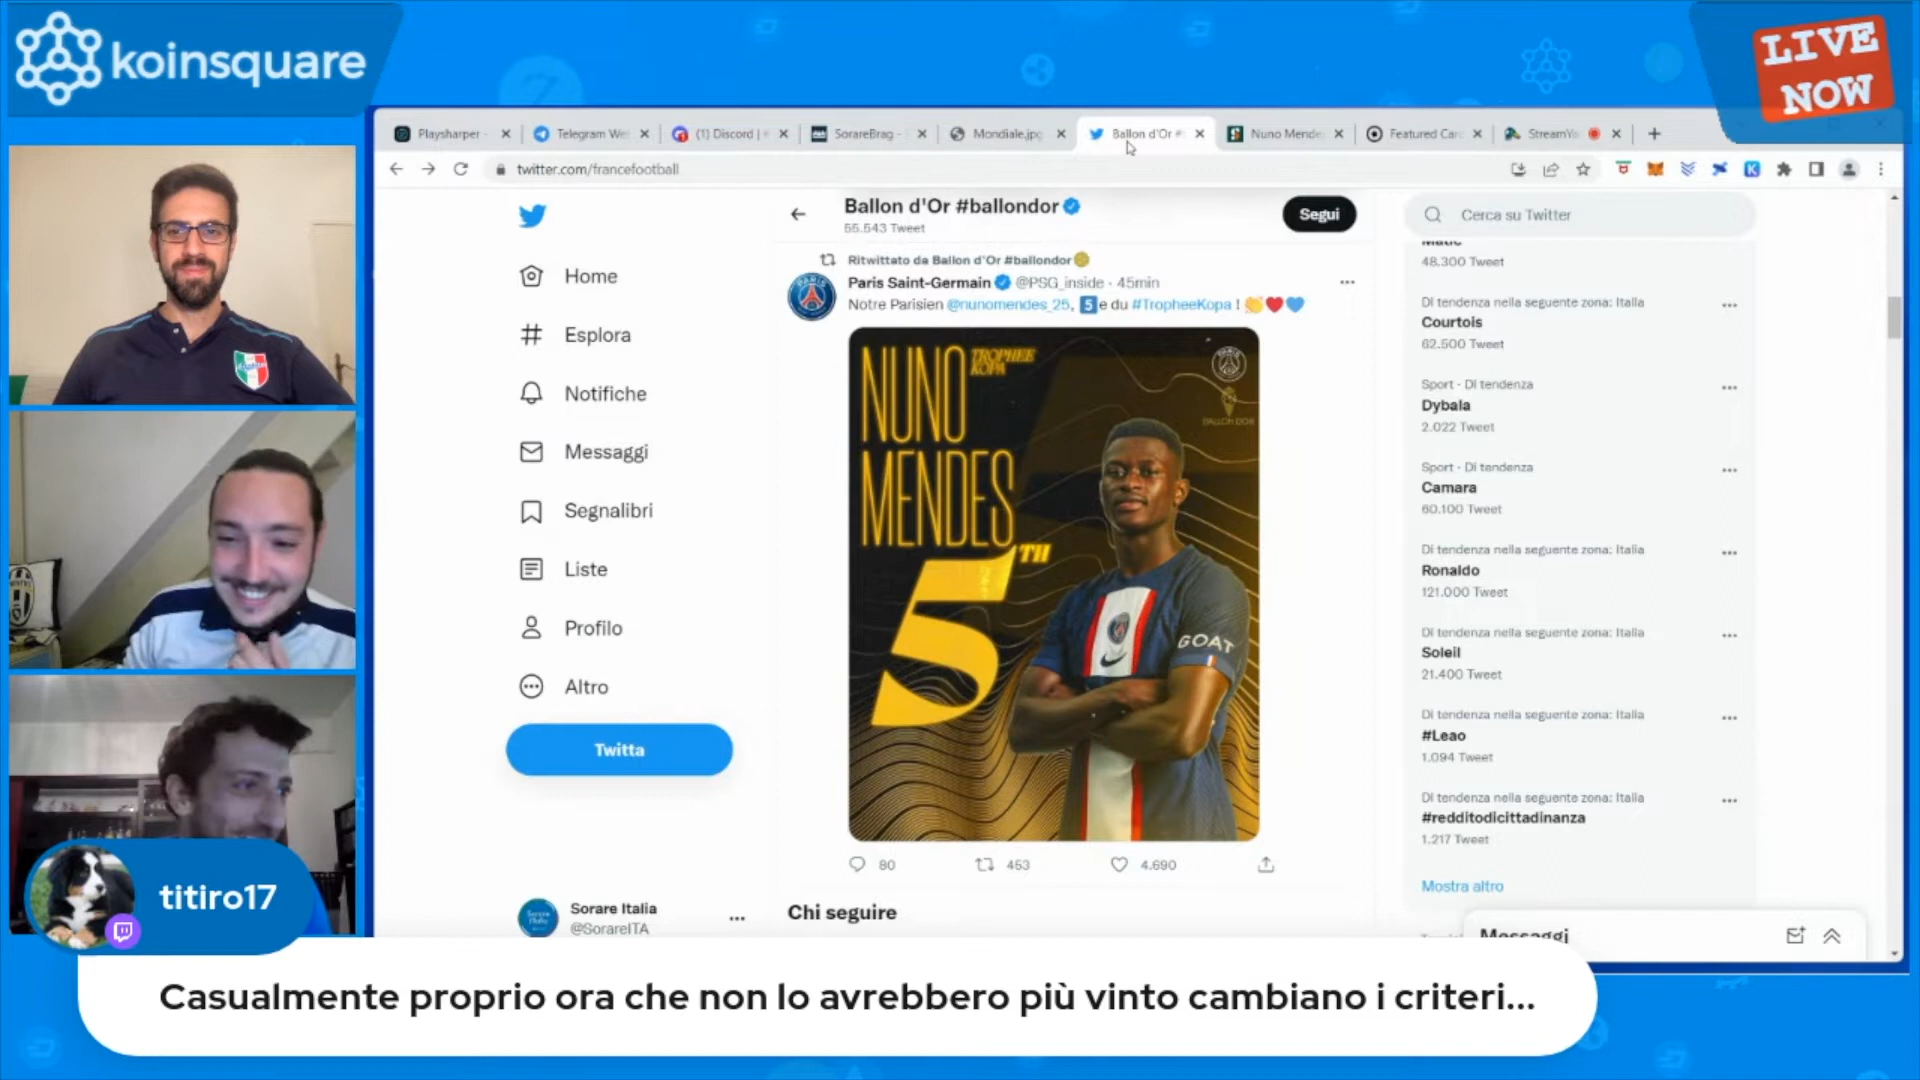 koinsquare
LIVE
NOW
Playsharper -
Telegram We
(1) Discord |
SorareBrag -
Mondiale.jpg
Ballon d'Or #
Nuno Mende
Featured Car
StreamYa
twitter.com/francefootball
Ballon d'Or #ballondor
55.543 Tweet
Segui
Cerca su Twitter
Home
Esplora
Notifiche
Messaggi
Segnalibri
Liste
Profilo
Altro
Twitta
Sorare Italia
@SorareITA
Ritwittato da Ballon d'Or #ballondor
Paris Saint-Germain @PSG_inside · 45min
Notre Parisien @nunomendes_25, 5e du #TropheeKopa !
NUNO
TROPHEE
KOPA
MENDES
5TH
BALLON D'OR
GOAT
80
453
4.690
Chi seguire
48.300 Tweet
Di tendenza nella seguente zona: Italia
Courtois
62.500 Tweet
Sport · Di tendenza
Dybala
2.022 Tweet
Sport · Di tendenza
Camara
60.100 Tweet
Di tendenza nella seguente zona: Italia
Ronaldo
121.000 Tweet
Di tendenza nella seguente zona: Italia
Soleil
21.400 Tweet
Di tendenza nella seguente zona: Italia
#Leao
1.094 Tweet
Di tendenza nella seguente zona: Italia
#redditodicittadinanza
1.217 Tweet
Mostra altro
Messaggi
titiro17
Casualmente proprio ora che non lo avrebbero più vinto cambiano i criteri...